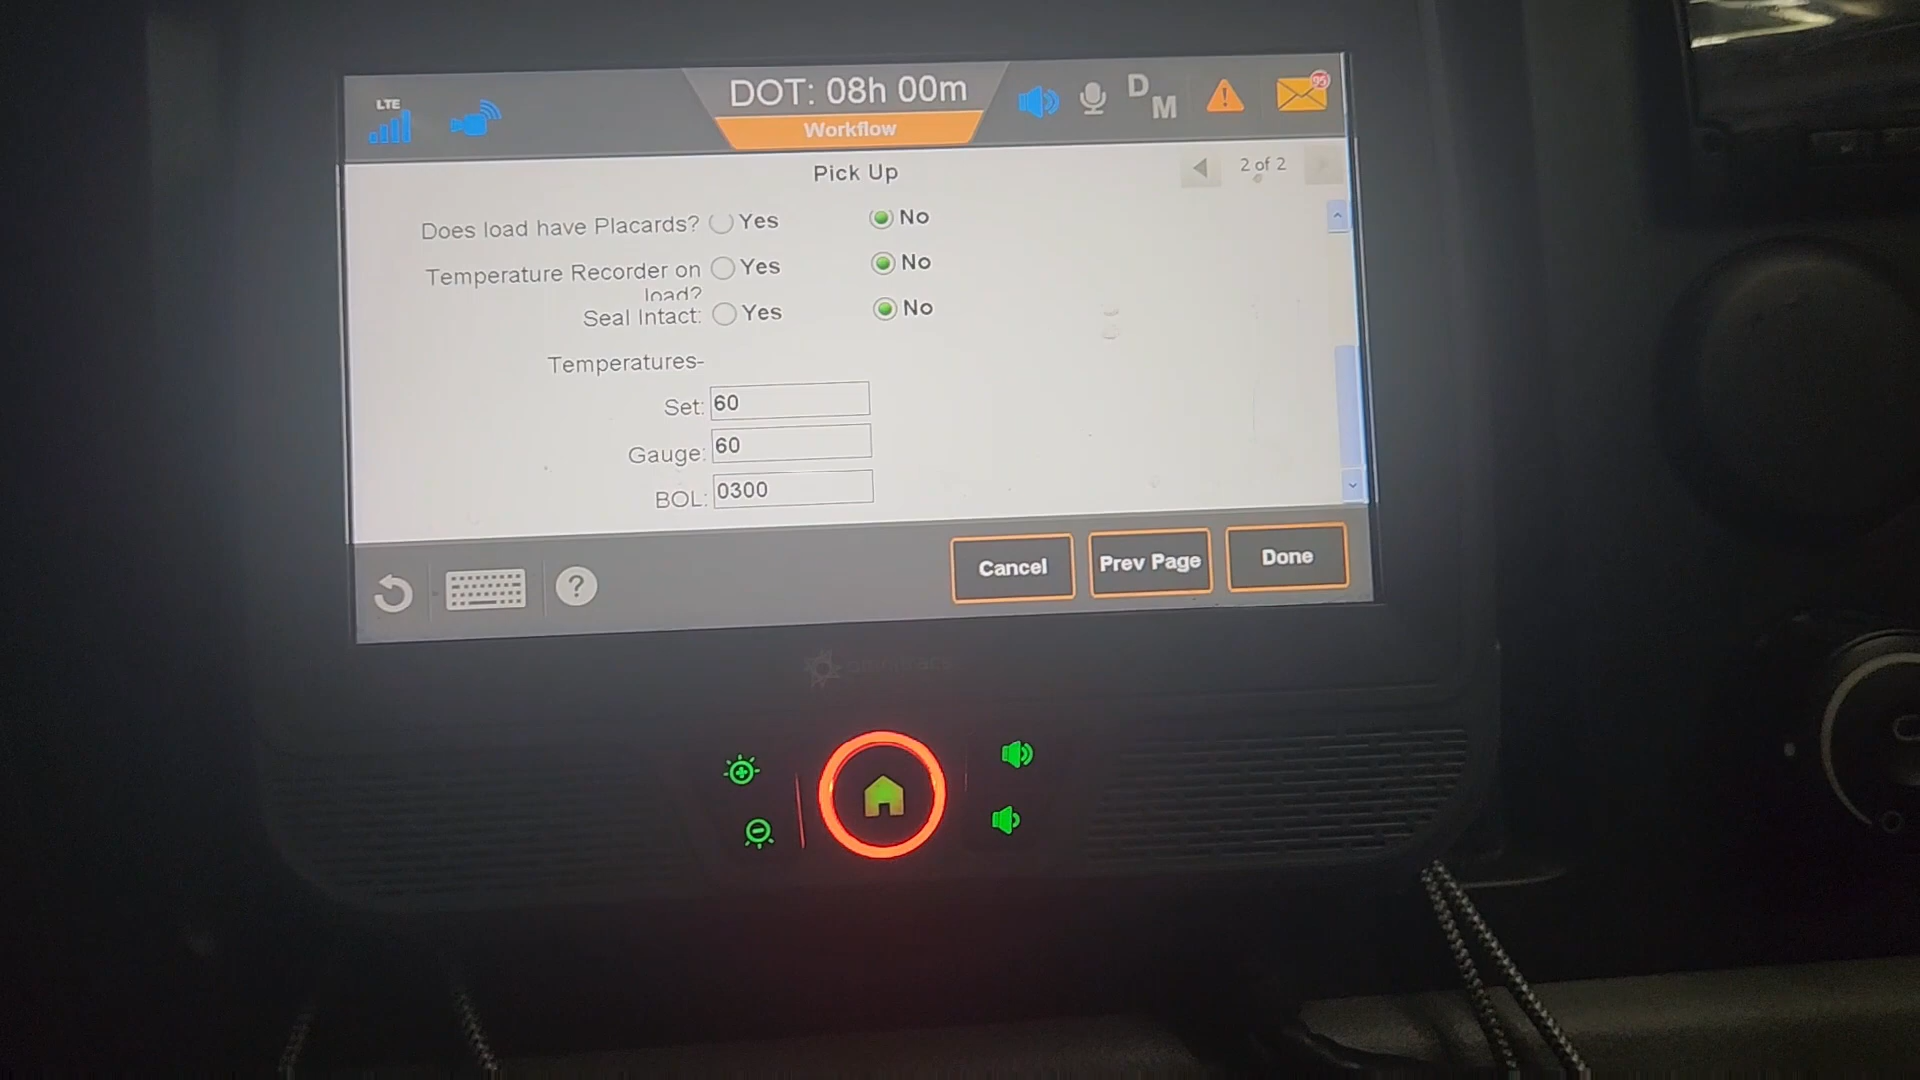 LTE
DOT: 08h 00m
D
M
95
Workflow
Pick Up
2 of 2
Does load have Placards? Yes No
Temperature Recorder on load? Yes No
Seal Intact: Yes No
Temperatures-
Set: 60
Gauge: 60
BOL: 0300
?
Cancel
Prev Page
Done